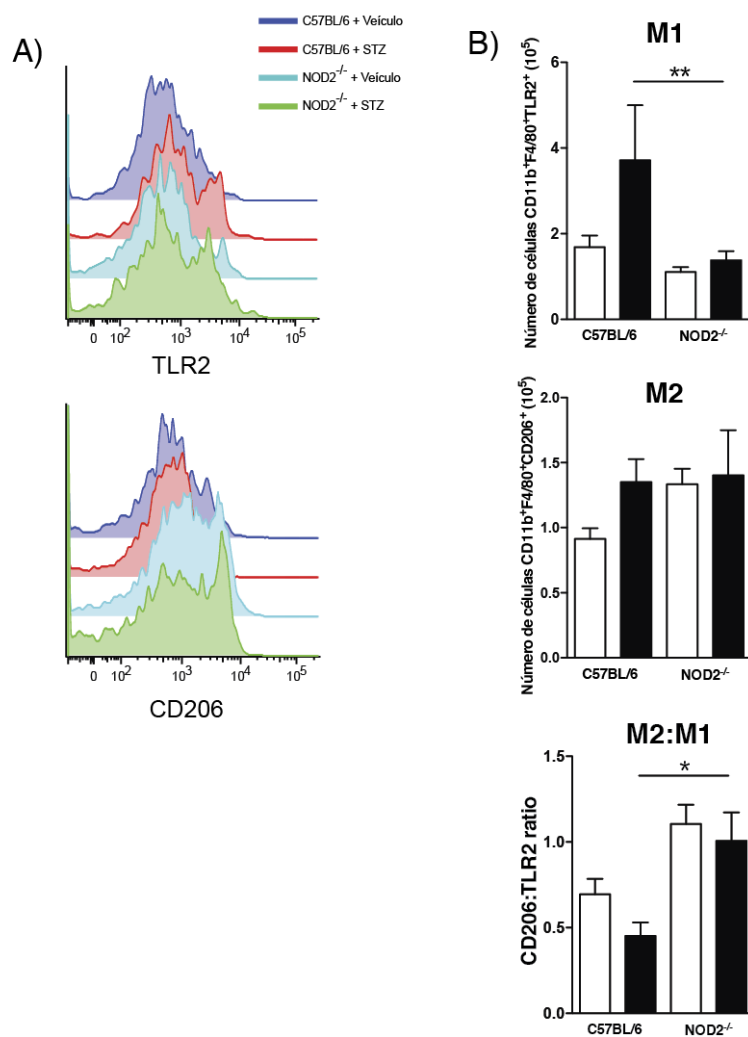 A)
C57BL/6 + Veículo
C57BL/6 + STZ
NOD2-/- + Veículo
NOD2-/- + STZ
0 10² 10³ 10⁴ 10⁵
TLR2
0 10² 10³ 10⁴ 10⁵
CD206
B)
M1
Número de células CD11b⁺F4/80⁺TLR2⁺ (10⁵)
6
4
2
0
**
C57BL/6 NOD2-/-
M2
Número de células CD11b⁺F4/80⁺CD206⁺ (10⁵)
2.0
1.5
1.0
0.5
0.0
C57BL/6 NOD2-/-
M2:M1
CD206:TLR2 ratio
1.5
1.0
0.5
0.0
*
C57BL/6 NOD2-/-